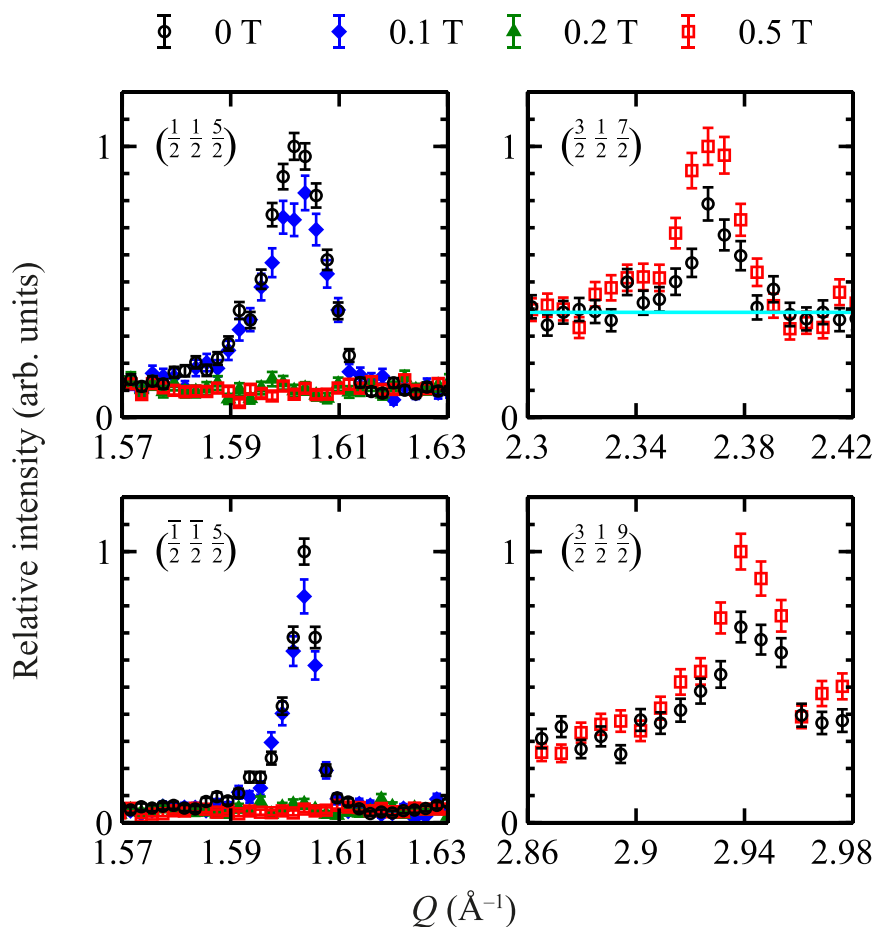 0 T 0.1 T 0.2 T 0.5 T
(1/2 1/2 5/2)
1
0
1.57 1.59 1.61 1.63
(3/2 1/2 7/2)
1
0
2.3 2.34 2.38 2.42
(1̅/2 1̅/2 5/2)
1
0
1.57 1.59 1.61 1.63
(3/2 1/2 9/2)
1
0
2.86 2.9 2.94 2.98
Relative intensity (arb. units)
Q (Å⁻¹)